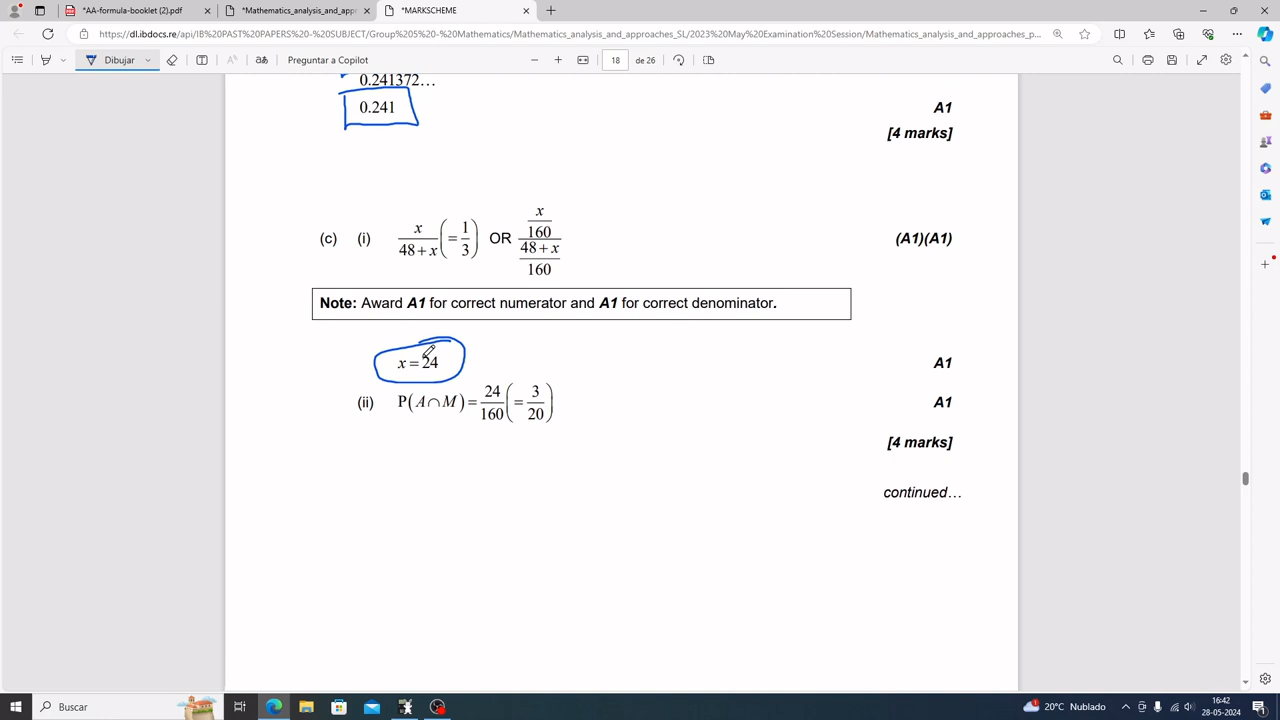 *AA-formula-booklet (2).pdf
*Mathematics_analysis_and_app
*MARKSCHEME
https://dl.ibdocs.re/api/IB%20PAST%20PAPERS%20-%20SUBJECT/Group%205%20-%20Mathematics/Mathematics_analysis_and_approaches_SL/2023%20May%20Examination%20Session/Mathematics_analysis_and_approaches_p...
Dibujar
Preguntar a Copilot
18 de 26
0.241372…
0.241 A1
[4 marks]
(c) (i) x/(48+x) (= 1/3) OR (x/160)/((48+x)/160) (A1)(A1)
Note: Award A1 for correct numerator and A1 for correct denominator.
x = 24 A1
(ii) P(A∩M) = 24/160 (= 3/20) A1
[4 marks]
continued…
Buscar
20°C Nublado
16:42
28-05-2024